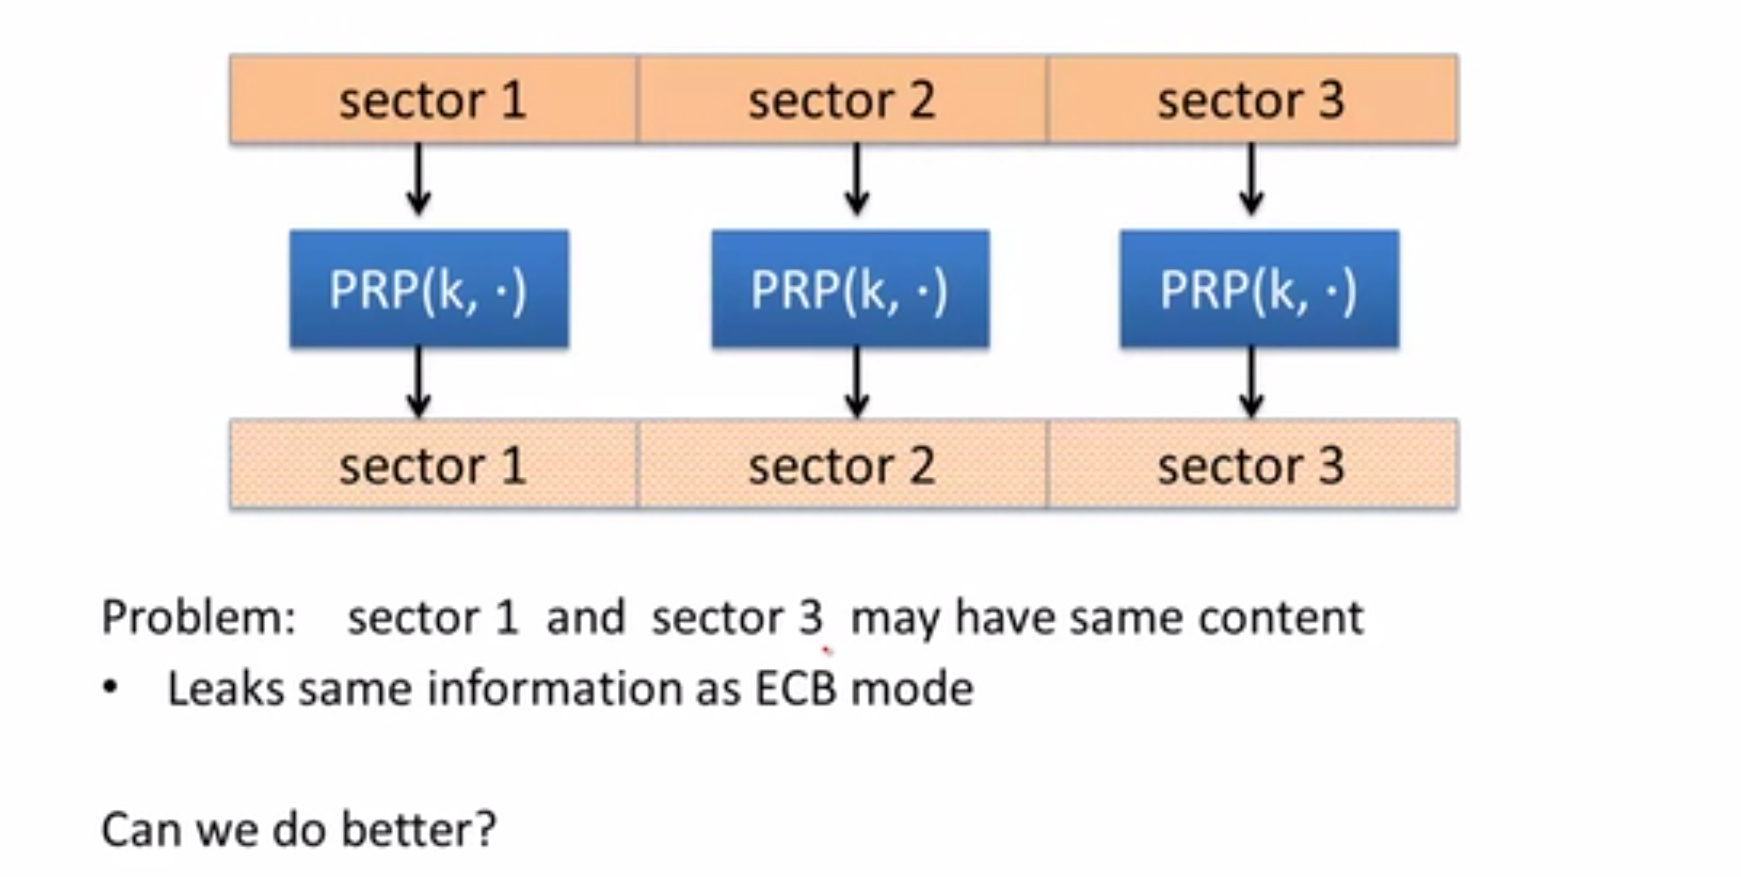 sector 1 sector 2 sector 3
PRP(k, ·) PRP(k, ·) PRP(k, ·)
sector 1 sector 2 sector 3
Problem: sector 1 and sector 3 may have same content
• Leaks same information as ECB mode
Can we do better?